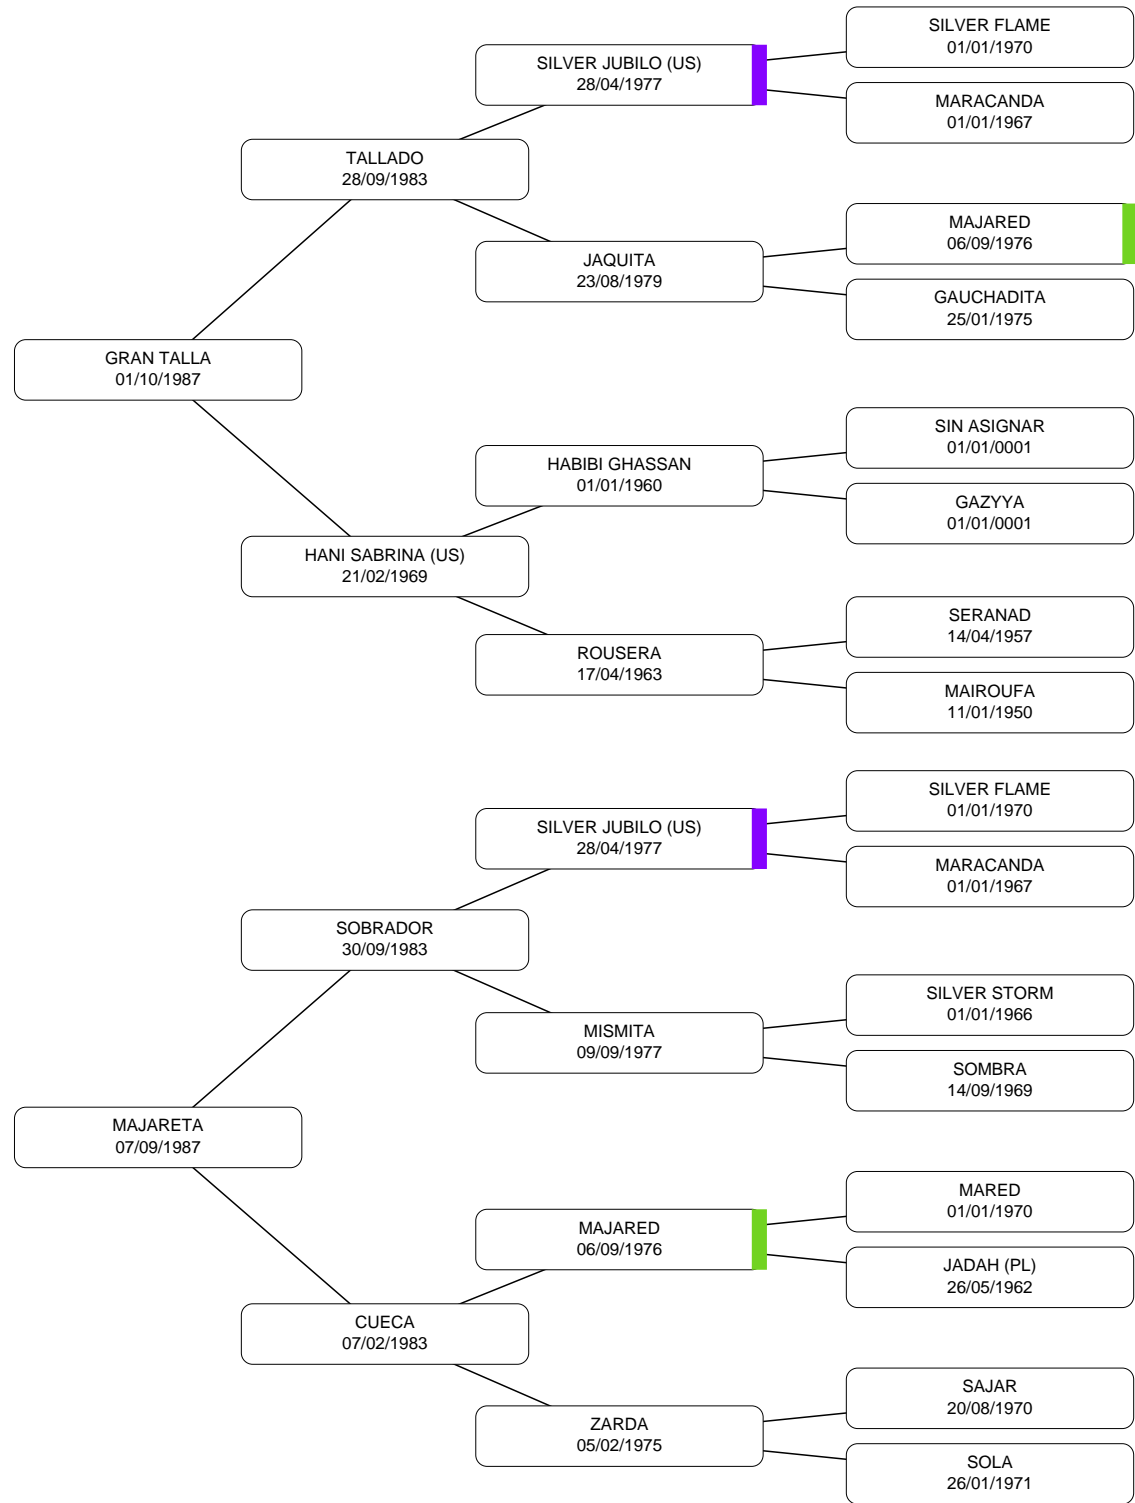 SILVER FLAME
01/01/1970
SILVER JUBILO (US)
28/04/1977
MARACANDA
01/01/1967
TALLADO
28/09/1983
MAJARED
06/09/1976
JAQUITA
23/08/1979
GAUCHADITA
25/01/1975
GRAN TALLA
01/10/1987
SIN ASIGNAR
01/01/0001
HABIBI GHASSAN
01/01/1960
GAZYYA
01/01/0001
HANI SABRINA (US)
21/02/1969
SERANAD
14/04/1957
ROUSERA
17/04/1963
MAIROUFA
11/01/1950
SILVER FLAME
01/01/1970
SILVER JUBILO (US)
28/04/1977
MARACANDA
01/01/1967
SOBRADOR
30/09/1983
SILVER STORM
01/01/1966
MISMITA
09/09/1977
SOMBRA
14/09/1969
MAJARETA
07/09/1987
MARED
01/01/1970
MAJARED
06/09/1976
JADAH (PL)
26/05/1962
CUECA
07/02/1983
SAJAR
20/08/1970
ZARDA
05/02/1975
SOLA
26/01/1971